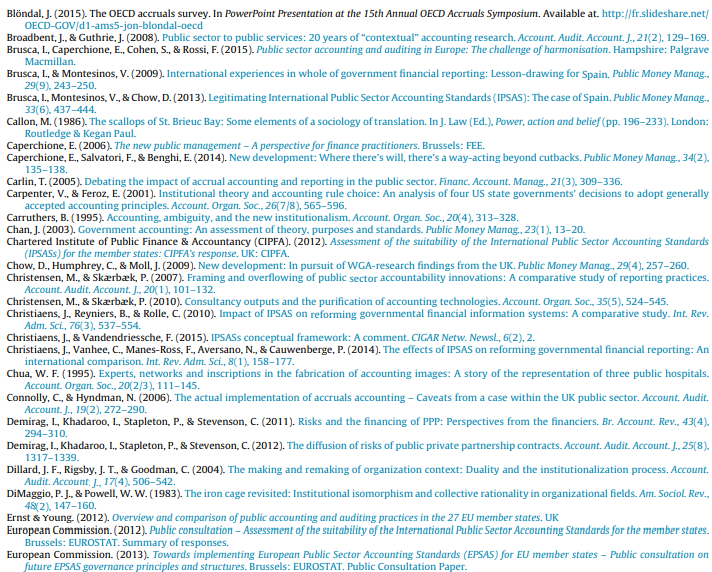 Blöndal, J. (2015). The OECD accruals survey. In PowerPoint Presentation at the 15th Annual OECD Accruals Symposium. Available at. http://fr.slideshare.net/
OECD-GOV/d1-ams5-jon-blondal-oecd
Broadbent, J., & Guthrie, J. (2008). Public sector to public services: 20 years of "contextual" accounting research. Account. Audit. Account. J., 21(2), 129–169.
Brusca, I., Caperchione, E., Cohen, S., & Rossi, F. (2015). Public sector accounting and auditing in Europe: The challenge of harmonisation. Hampshire: Palgrave
Macmillan.
Brusca, I., & Montesinos, V. (2009). International experiences in whole of government financial reporting: Lesson-drawing for Spain. Public Money Manag.,
29(9), 243–250.
Brusca, I., Montesinos, V., & Chow, D. (2013). Legitimating International Public Sector Accounting Standards (IPSAS): The case of Spain. Public Money Manag.,
33(6), 437–444.
Callon, M. (1986). The scallops of St. Brieuc Bay: Some elements of a sociology of translation. In J. Law (Ed.), Power, action and belief (pp. 196–233). London:
Routledge & Kegan Paul.
Caperchione, E. (2006). The new public management – A perspective for finance practitioners. Brussels: FEE.
Caperchione, E., Salvatori, F., & Benghi, E. (2014). New development: Where there's will, there's a way-acting beyond cutbacks. Public Money Manag., 34(2),
135–138.
Carlin, T. (2005). Debating the impact of accrual accounting and reporting in the public sector. Financ. Account. Manag., 21(3), 309–336.
Carpenter, V., & Feroz, E. (2001). Institutional theory and accounting rule choice: An analysis of four US state governments' decisions to adopt generally
accepted accounting principles. Account. Organ. Soc., 26(7/8), 565–596.
Carruthers, B. (1995). Accounting, ambiguity, and the new institutionalism. Account. Organ. Soc., 20(4), 313–328.
Chan, J. (2003). Government accounting: An assessment of theory, purposes and standards. Public Money Manag., 23(1), 13–20.
Chartered Institute of Public Finance & Accountancy (CIPFA). (2012). Assessment of the suitability of the International Public Sector Accounting Standards
(IPSASs) for the member states: CIPFA's response. UK: CIPFA.
Chow, D., Humphrey, C., & Moll, J. (2009). New development: In pursuit of WGA-research findings from the UK. Public Money Manag., 29(4), 257–260.
Christensen, M., & Skærbæk, P. (2007). Framing and overflowing of public sector accountability innovations: A comparative study of reporting practices.
Account. Audit. Account. J., 20(1), 101–132.
Christensen, M., & Skærbæk, P. (2010). Consultancy outputs and the purification of accounting technologies. Account. Organ. Soc., 35(5), 524–545.
Christiaens, J., Reyniers, B., & Rolle, C. (2010). Impact of IPSAS on reforming governmental financial information systems: A comparative study. Int. Rev.
Adm. Sci., 76(3), 537–554.
Christiaens, J., & Vandendriessche, F. (2015). IPSASs conceptual framework: A comment. CIGAR Netw. Newsl., 6(2), 2.
Christiaens, J., Vanhee, C., Manes-Ross, F., Aversano, N., & Cauwenberge, P. (2014). The effects of IPSAS on reforming governmental financial reporting: An
international comparison. Int. Rev. Adm. Sci., 8(1), 158–177.
Chua, W. F. (1995). Experts, networks and inscriptions in the fabrication of accounting images: A story of the representation of three public hospitals.
Account. Organ. Soc., 20(2/3), 111–145.
Connolly, C., & Hyndman, N. (2006). The actual implementation of accruals accounting – Caveats from a case within the UK public sector. Account. Audit.
Account. J., 19(2), 272–290.
Demirag, I., Khadaroo, I., Stapleton, P., & Stevenson, C. (2011). Risks and the financing of PPP: Perspectives from the financiers. Br. Account. Rev., 43(4),
294–310.
Demirag, I., Khadaroo, I., Stapleton, P., & Stevenson, C. (2012). The diffusion of risks of public private partnership contracts. Account. Audit. Account. J., 25(8),
1317–1339.
Dillard, J. F., Rigsby, J. T., & Goodman, C. (2004). The making and remaking of organization context: Duality and the institutionalization process. Account.
Audit. Account. J., 17(4), 506–542.
DiMaggio, P. J., & Powell, W. W. (1983). The iron cage revisited: Institutional isomorphism and collective rationality in organizational fields. Am. Sociol. Rev.,
48(2), 147–160.
Ernst & Young. (2012). Overview and comparison of public accounting and auditing practices in the 27 EU member states. UK
European Commission. (2012). Public consultation – Assessment of the suitability of the International Public Sector Accounting Standards for the member states.
Brussels: EUROSTAT. Summary of responses.
European Commission. (2013). Towards implementing European Public Sector Accounting Standards (EPSAS) for EU member states – Public consultation on
future EPSAS governance principles and structures. Brussels: EUROSTAT. Public Consultation Paper.